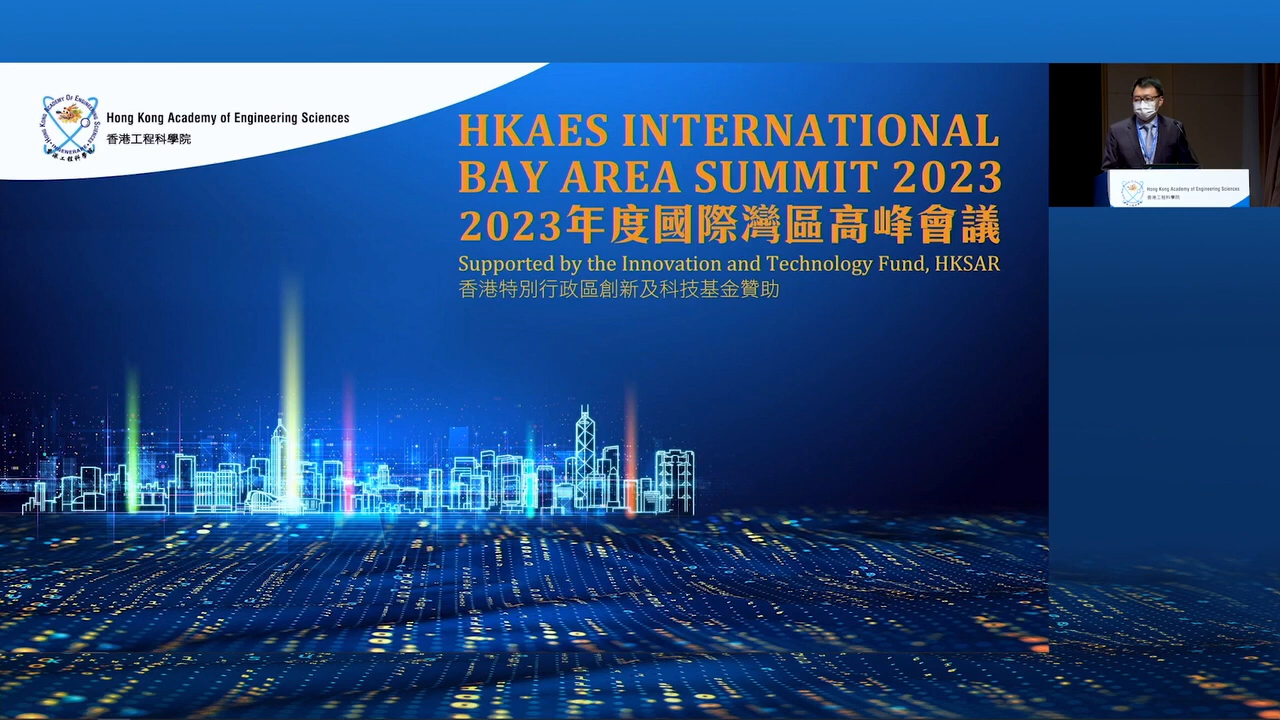 Hong Kong Academy of Engineering Sciences
香港工程科學院
HKAES INTERNATIONAL
BAY AREA SUMMIT 2023
2023年度國際灣區高峰會議
Supported by the Innovation and Technology Fund, HKSAR
香港特別行政區創新及科技基金贊助
Hong Kong Academy of Engineering Sciences
香港工程科學院